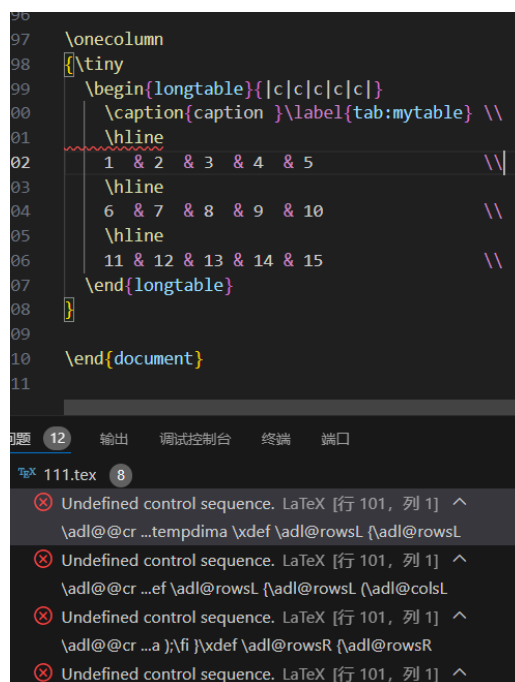 96
97 \onecolumn
98 {\tiny
99 \begin{longtable}{|c|c|c|c|c|}
00 \caption{caption }\label{tab:mytable} \\
01 \hline
02 1 & 2 & 3 & 4 & 5 \\
03 \hline
04 6 & 7 & 8 & 9 & 10 \\
05 \hline
06 11 & 12 & 13 & 14 & 15 \\
07 \end{longtable}
08 }
09
10 \end{document}
11
问题 12 输出 调试控制台 终端 端口
TEX 111.tex 8
Undefined control sequence. LaTeX [行 101, 列 1]
\adl@@cr ...tempdima \xdef \adl@rowsL {\adl@rowsL
Undefined control sequence. LaTeX [行 101, 列 1]
\adl@@cr ...ef \adl@rowsL {\adl@rowsL (\adl@colsL
Undefined control sequence. LaTeX [行 101, 列 1]
\adl@@cr ...a );\fi }\xdef \adl@rowsR {\adl@rowsR
Undefined control sequence. LaTeX [行 101, 列 1]